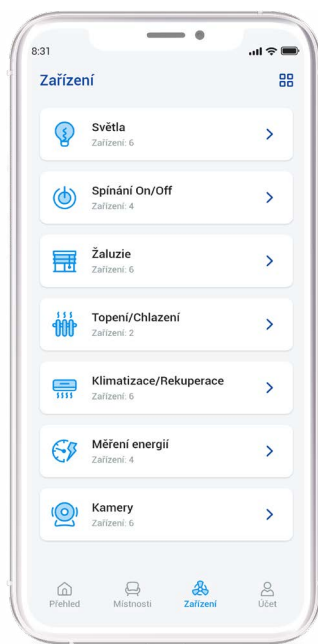 8:31
Zařízení
Světla
Zařízení: 6
Spínání On/Off
Zařízení: 4
Žaluzie
Zařízení: 6
Topení/Chlazení
Zařízení: 2
Klimatizace/Rekuperace
Zařízení: 6
Měření energií
Zařízení: 4
Kamery
Zařízení: 6
Přehled Místnosti Zařízení Účet